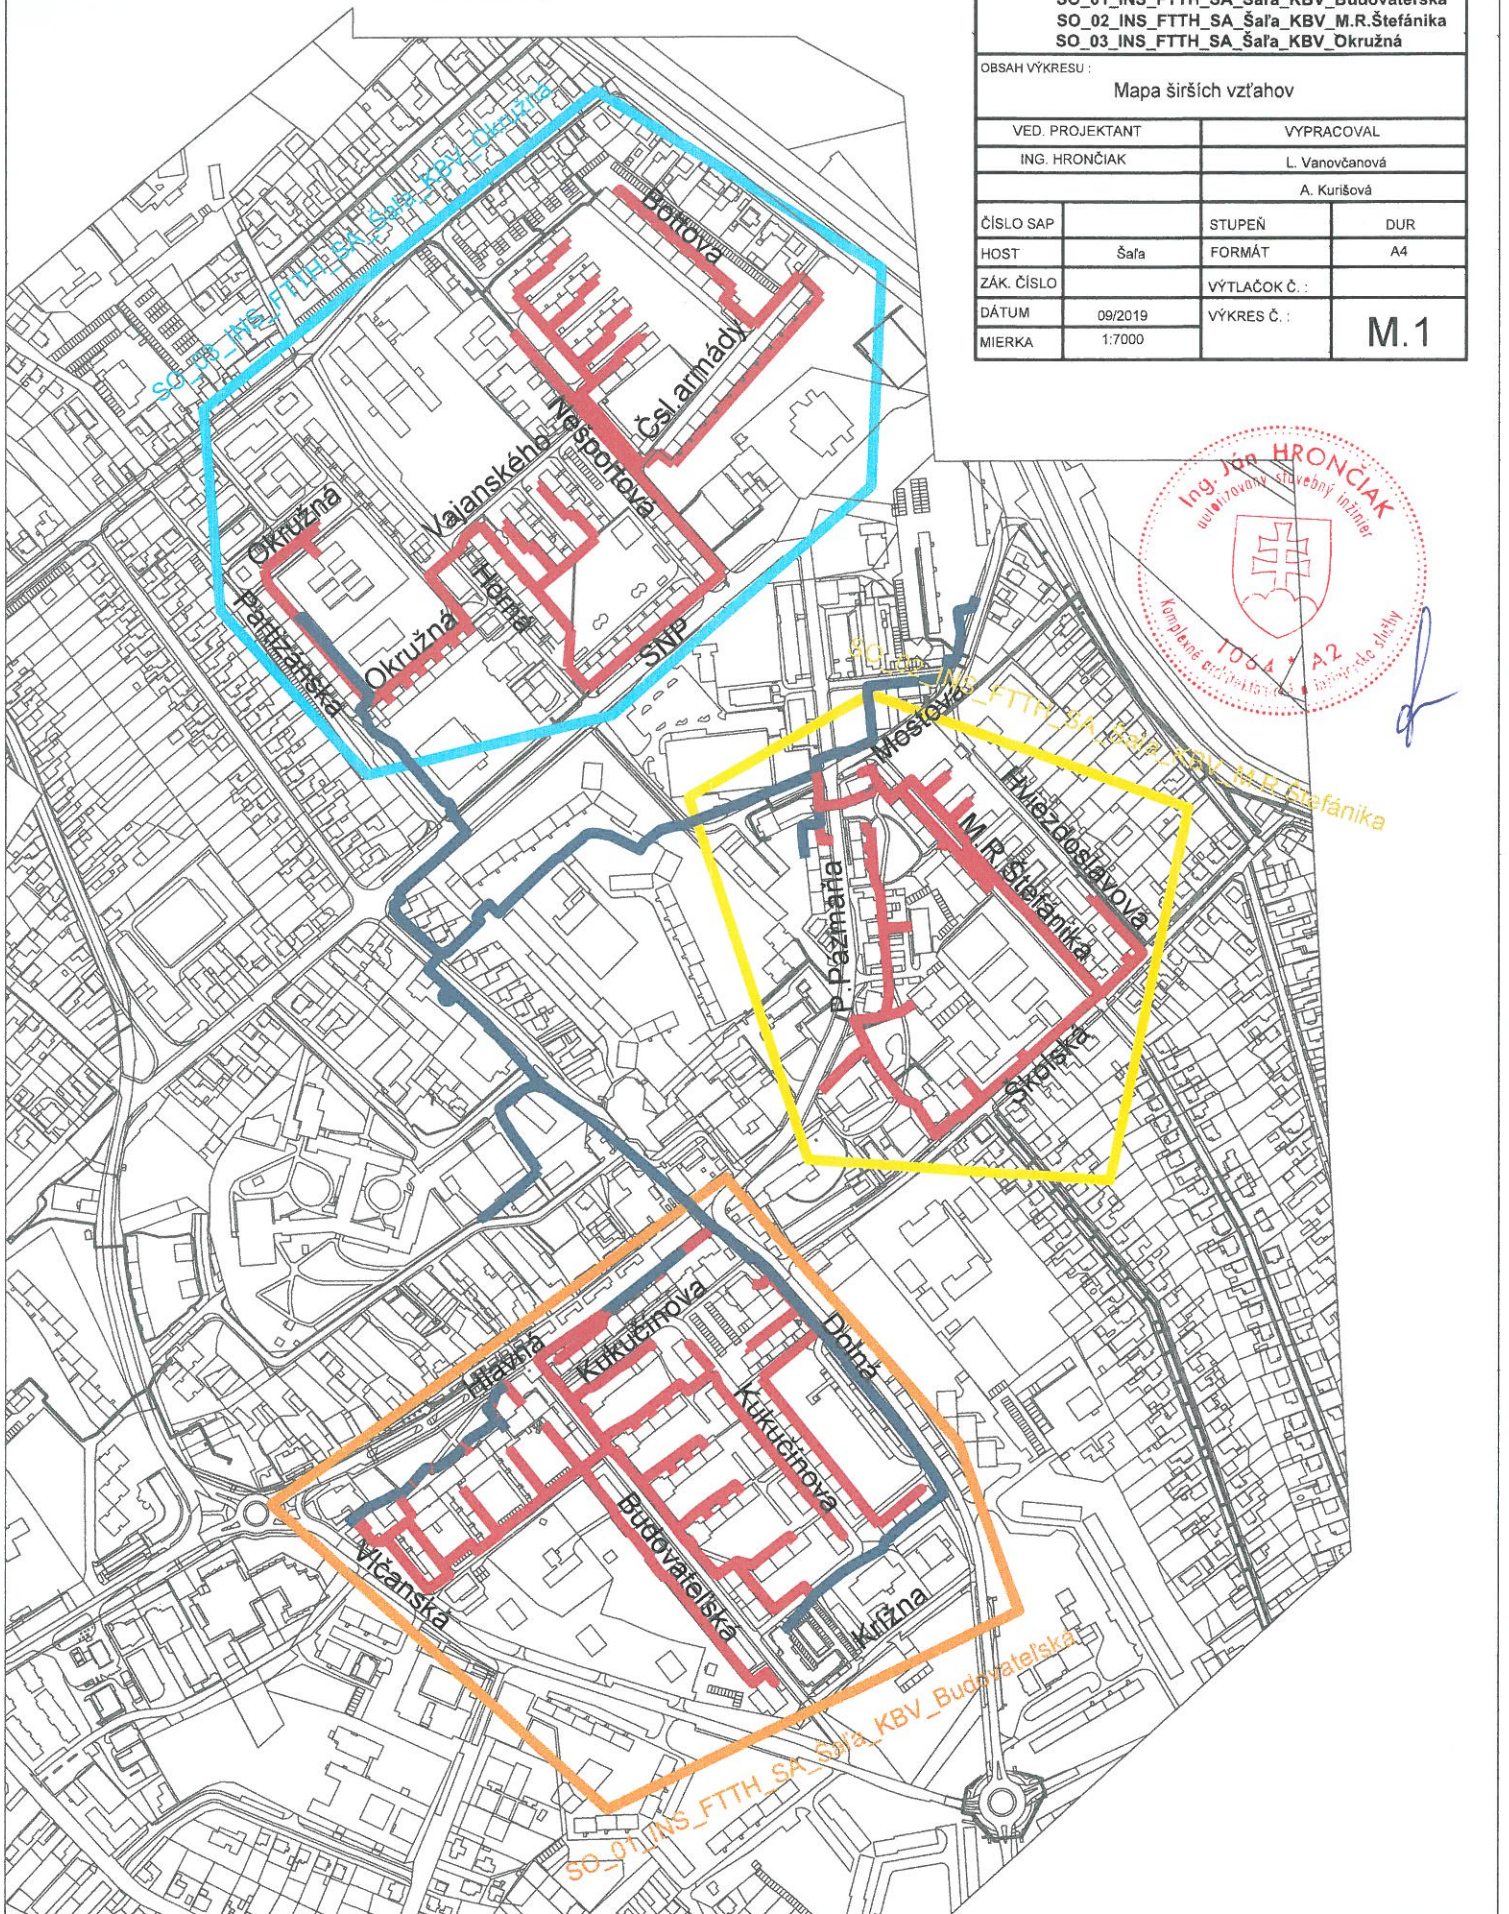 SO_01_INS_FTTH_SA_Šaľa_KBV_Budovateľská
SO_02_INS_FTTH_SA_Šaľa_KBV_M.R.Štefánika
SO_03_INS_FTTH_SA_Šaľa_KBV_Okružná
OBSAH VÝKRESU :
Mapa širších vzťahov
VED. PROJEKTANT
VYPRACOVAL
ING. HRONČIAK
L. Vanovčanová
A. Kurišová
ČÍSLO SAP
STUPEŇ
DUR
HOST
Šaľa
FORMÁT
A4
ZÁK. ČÍSLO
VÝTLAČOK Č. :
DÁTUM
09/2019
VÝKRES Č. :
M.1
MIERKA
1:7000
Ing. Ján HRONČIAK
autorizovaný stavebný inžinier
1064 * A2
Komplexné architektonické a inžinierske služby
SO_03_INS_FTTH_SA_Šaľa_KBV_Okružná
Bottova
Čsl.armády
Nešportova
Vajanského
Okružná
Horná
Partizánska
Okružná
SNP
SO_02_INS_FTTH_SA_Šaľa_KBV_M.R.Štefánika
Mostová
Hviezdoslavova
M.R.Štefánika
P.Pázmaňa
Školská
Kukučínova
Dolná
Hlavná
Kukučínova
Budovateľská
Vlčanská
Krížna
SO_01_INS_FTTH_SA_Šaľa_KBV_Budovateľská